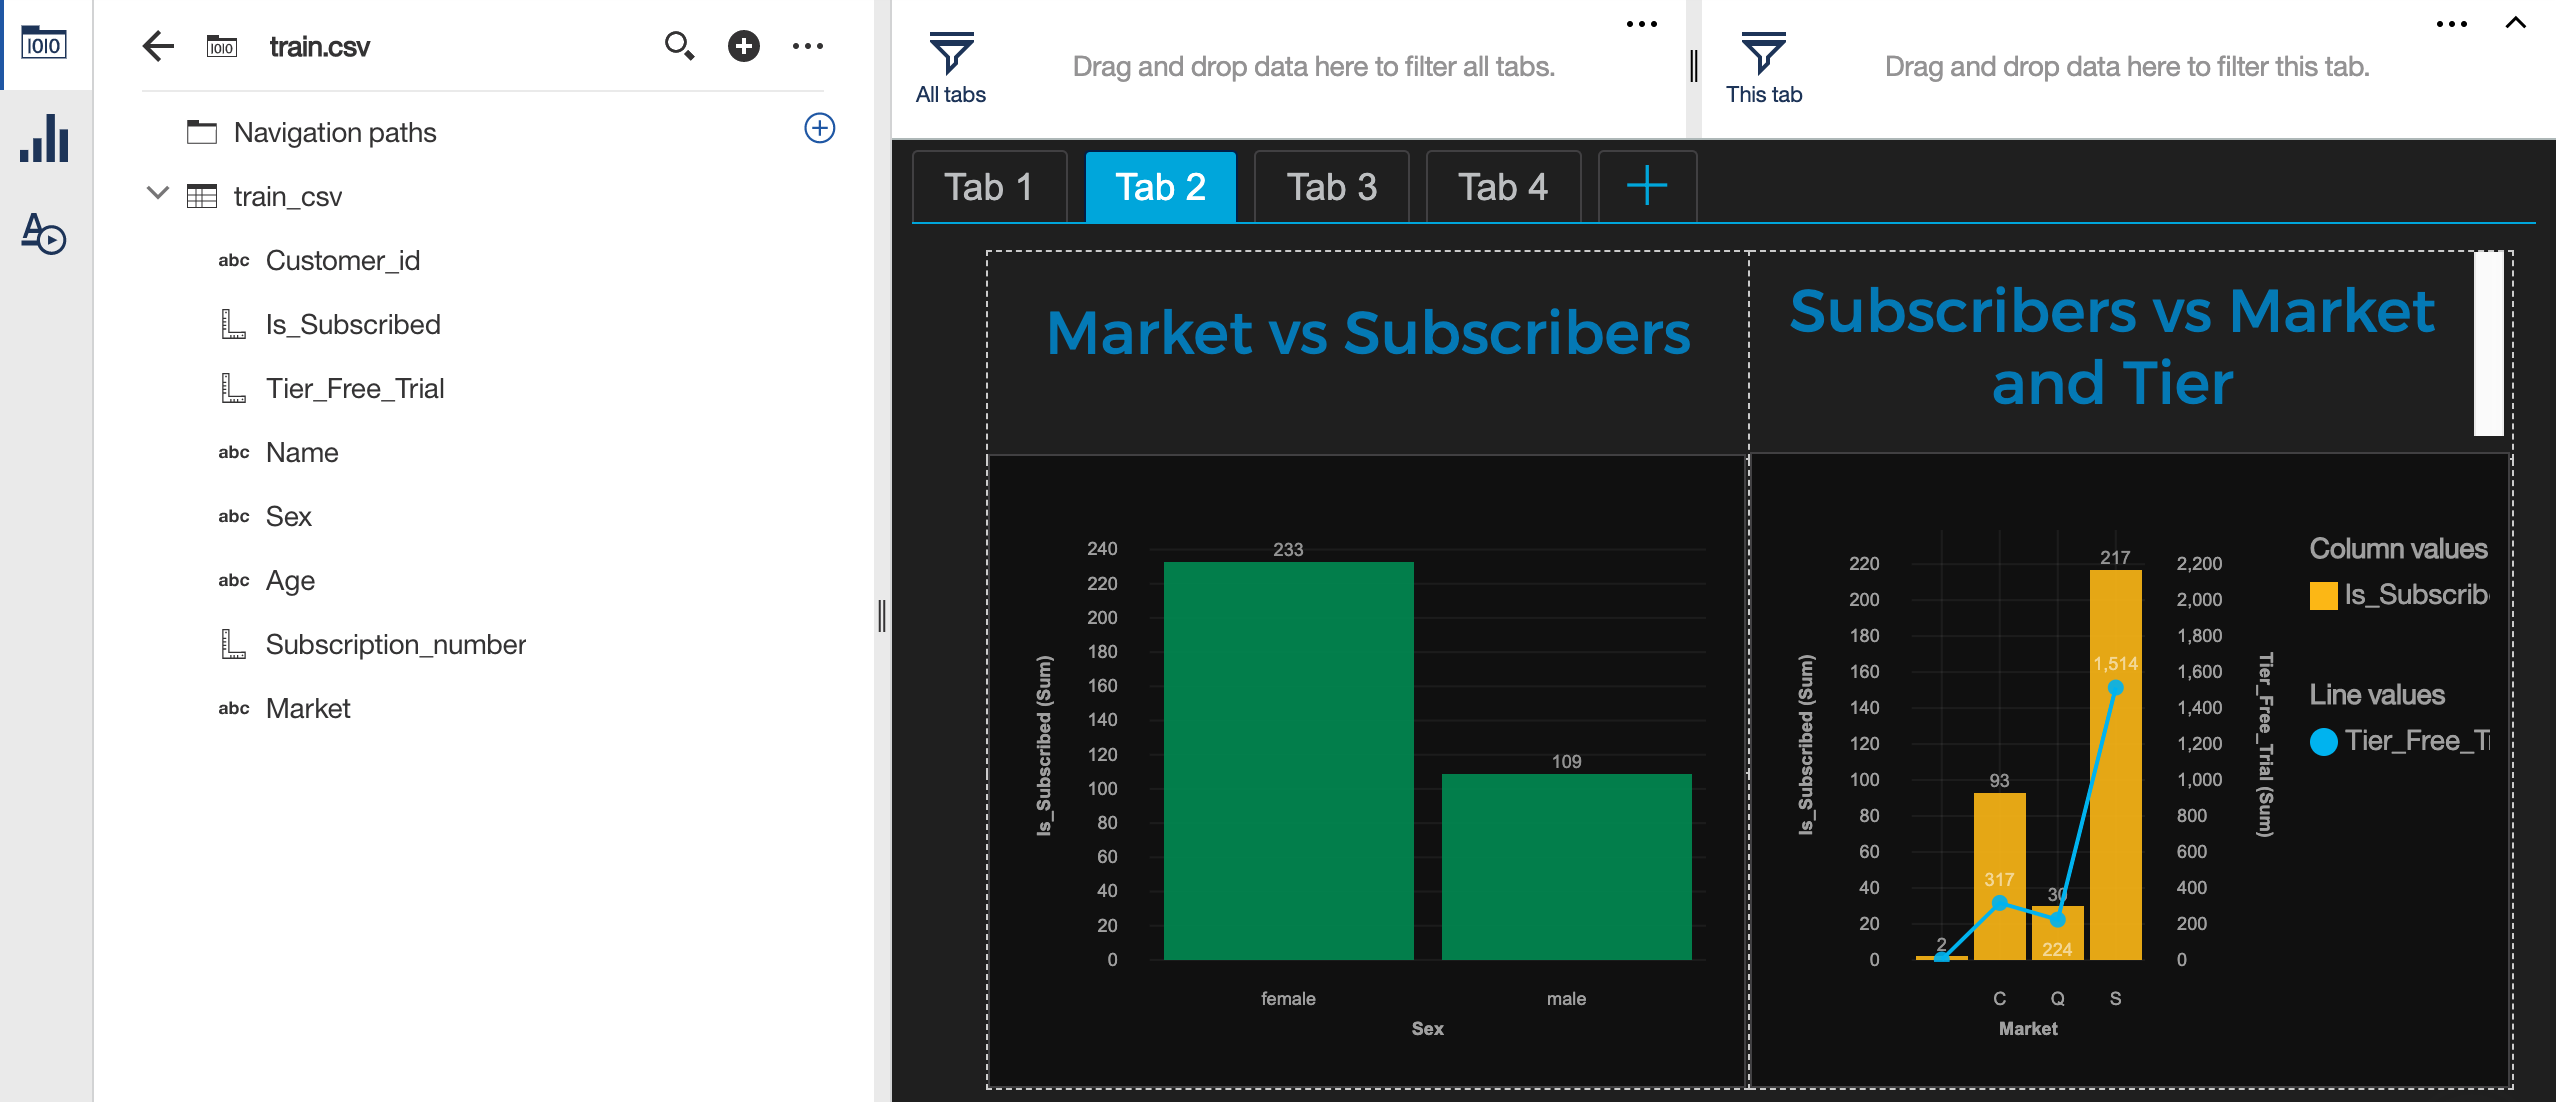 train.csv
Navigation paths
train_csv
abc Customer_id
Is_Subscribed
Tier_Free_Trial
abc Name
abc Sex
abc Age
Subscription_number
abc Market
All tabs
Drag and drop data here to filter all tabs.
This tab
Drag and drop data here to filter this tab.
Tab 1
Tab 2
Tab 3
Tab 4
Market vs Subscribers
Subscribers vs Market
and Tier
Is_Subscribed (Sum)
240
220
200
180
160
140
120
100
80
60
40
20
0
233
109
female
male
Sex
Is_Subscribed (Sum)
220
200
180
160
140
120
100
80
60
40
20
0
2
93
317
30
224
217
1,514
C
Q
S
Market
2,200
2,000
1,800
1,600
1,400
1,200
1,000
800
600
400
200
0
Tier_Free_Trial (Sum)
Column values
Is_Subscrib
Line values
Tier_Free_T